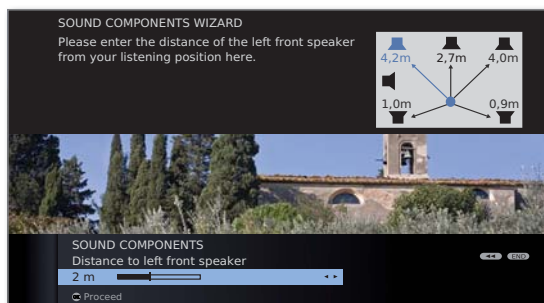 SOUND COMPONENTS WIZARD
Please enter the distance of the left front speaker
from your listening position here.
4,2m 2,7m 4,0m
1,0m 0,9m
SOUND COMPONENTS
Distance to left front speaker
2 m
END
Proceed